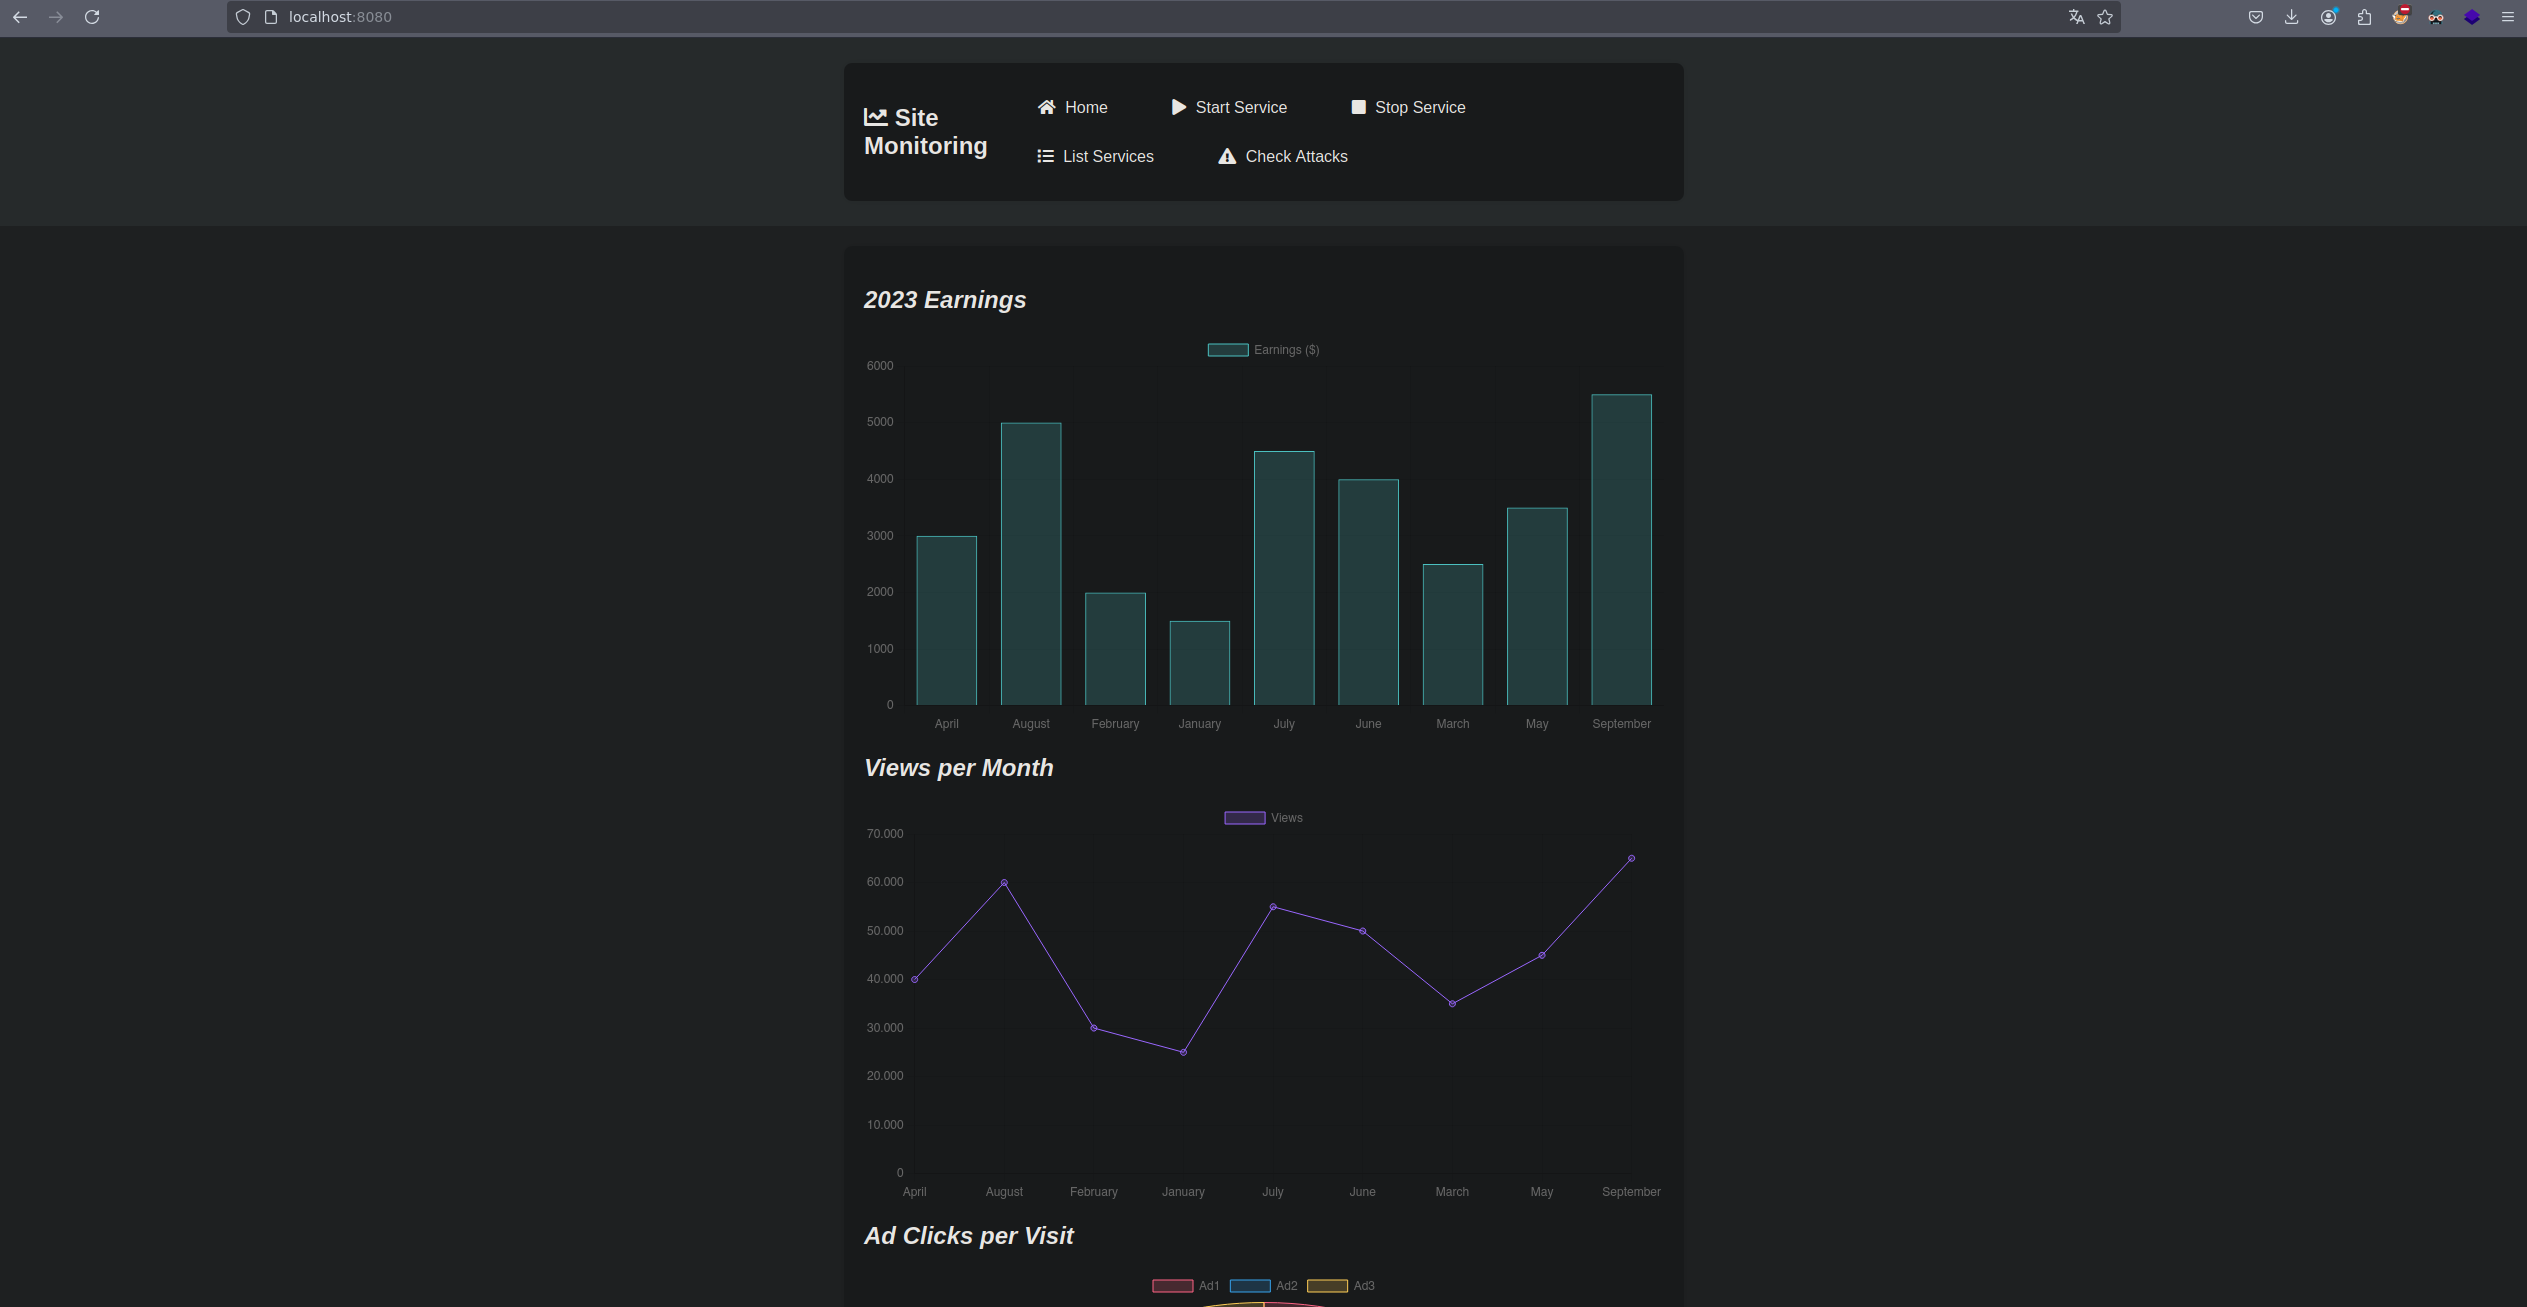 localhost:8080
Site
Monitoring
Home
Start Service
Stop Service
List Services
Check Attacks
2023 Earnings
Earnings ($)
6000
5000
4000
3000
2000
1000
0
April August February January July June March May September
Views per Month
Views
70.000
60.000
50.000
40.000
30.000
20.000
10.000
0
April August February January July June March May September
Ad Clicks per Visit
Ad1 Ad2 Ad3